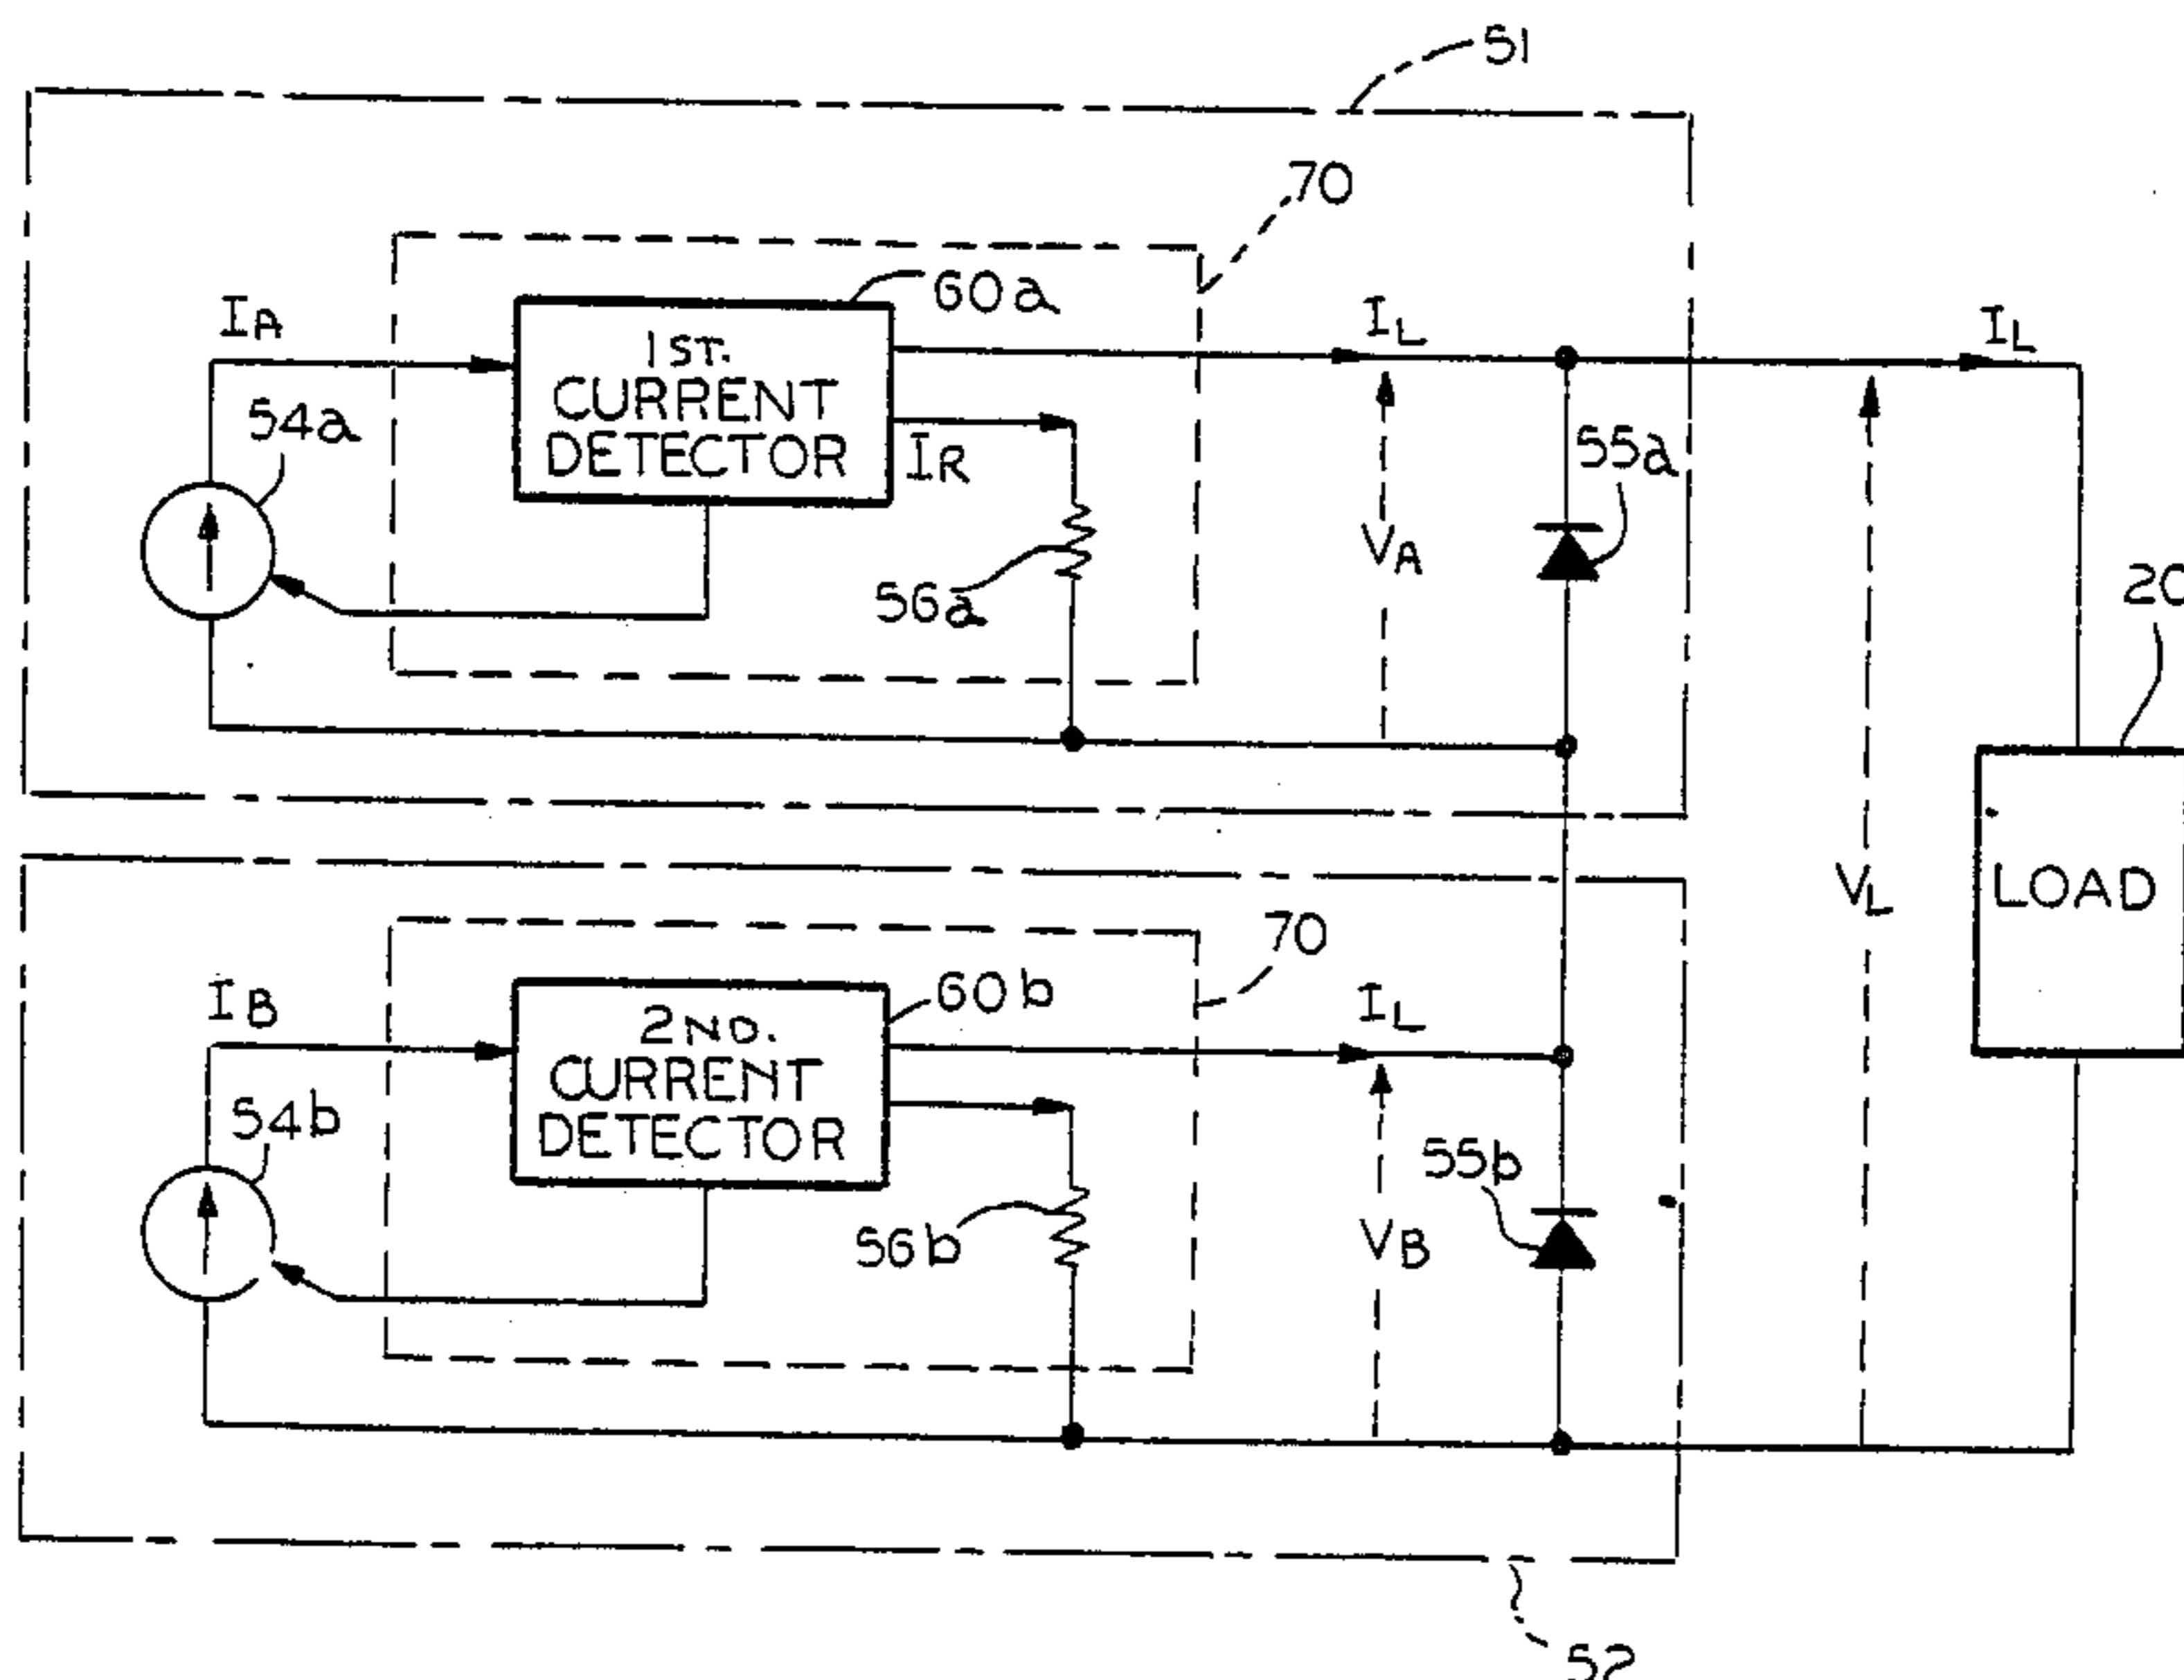 51
70
60a
IA
1ST.
CURRENT
DETECTOR
IL
IL
54a
IR
55a
VA
56a
20
VL
LOAD
70
60b
IB
2ND.
CURRENT
DETECTOR
IL
54b
55b
56b
VB
52